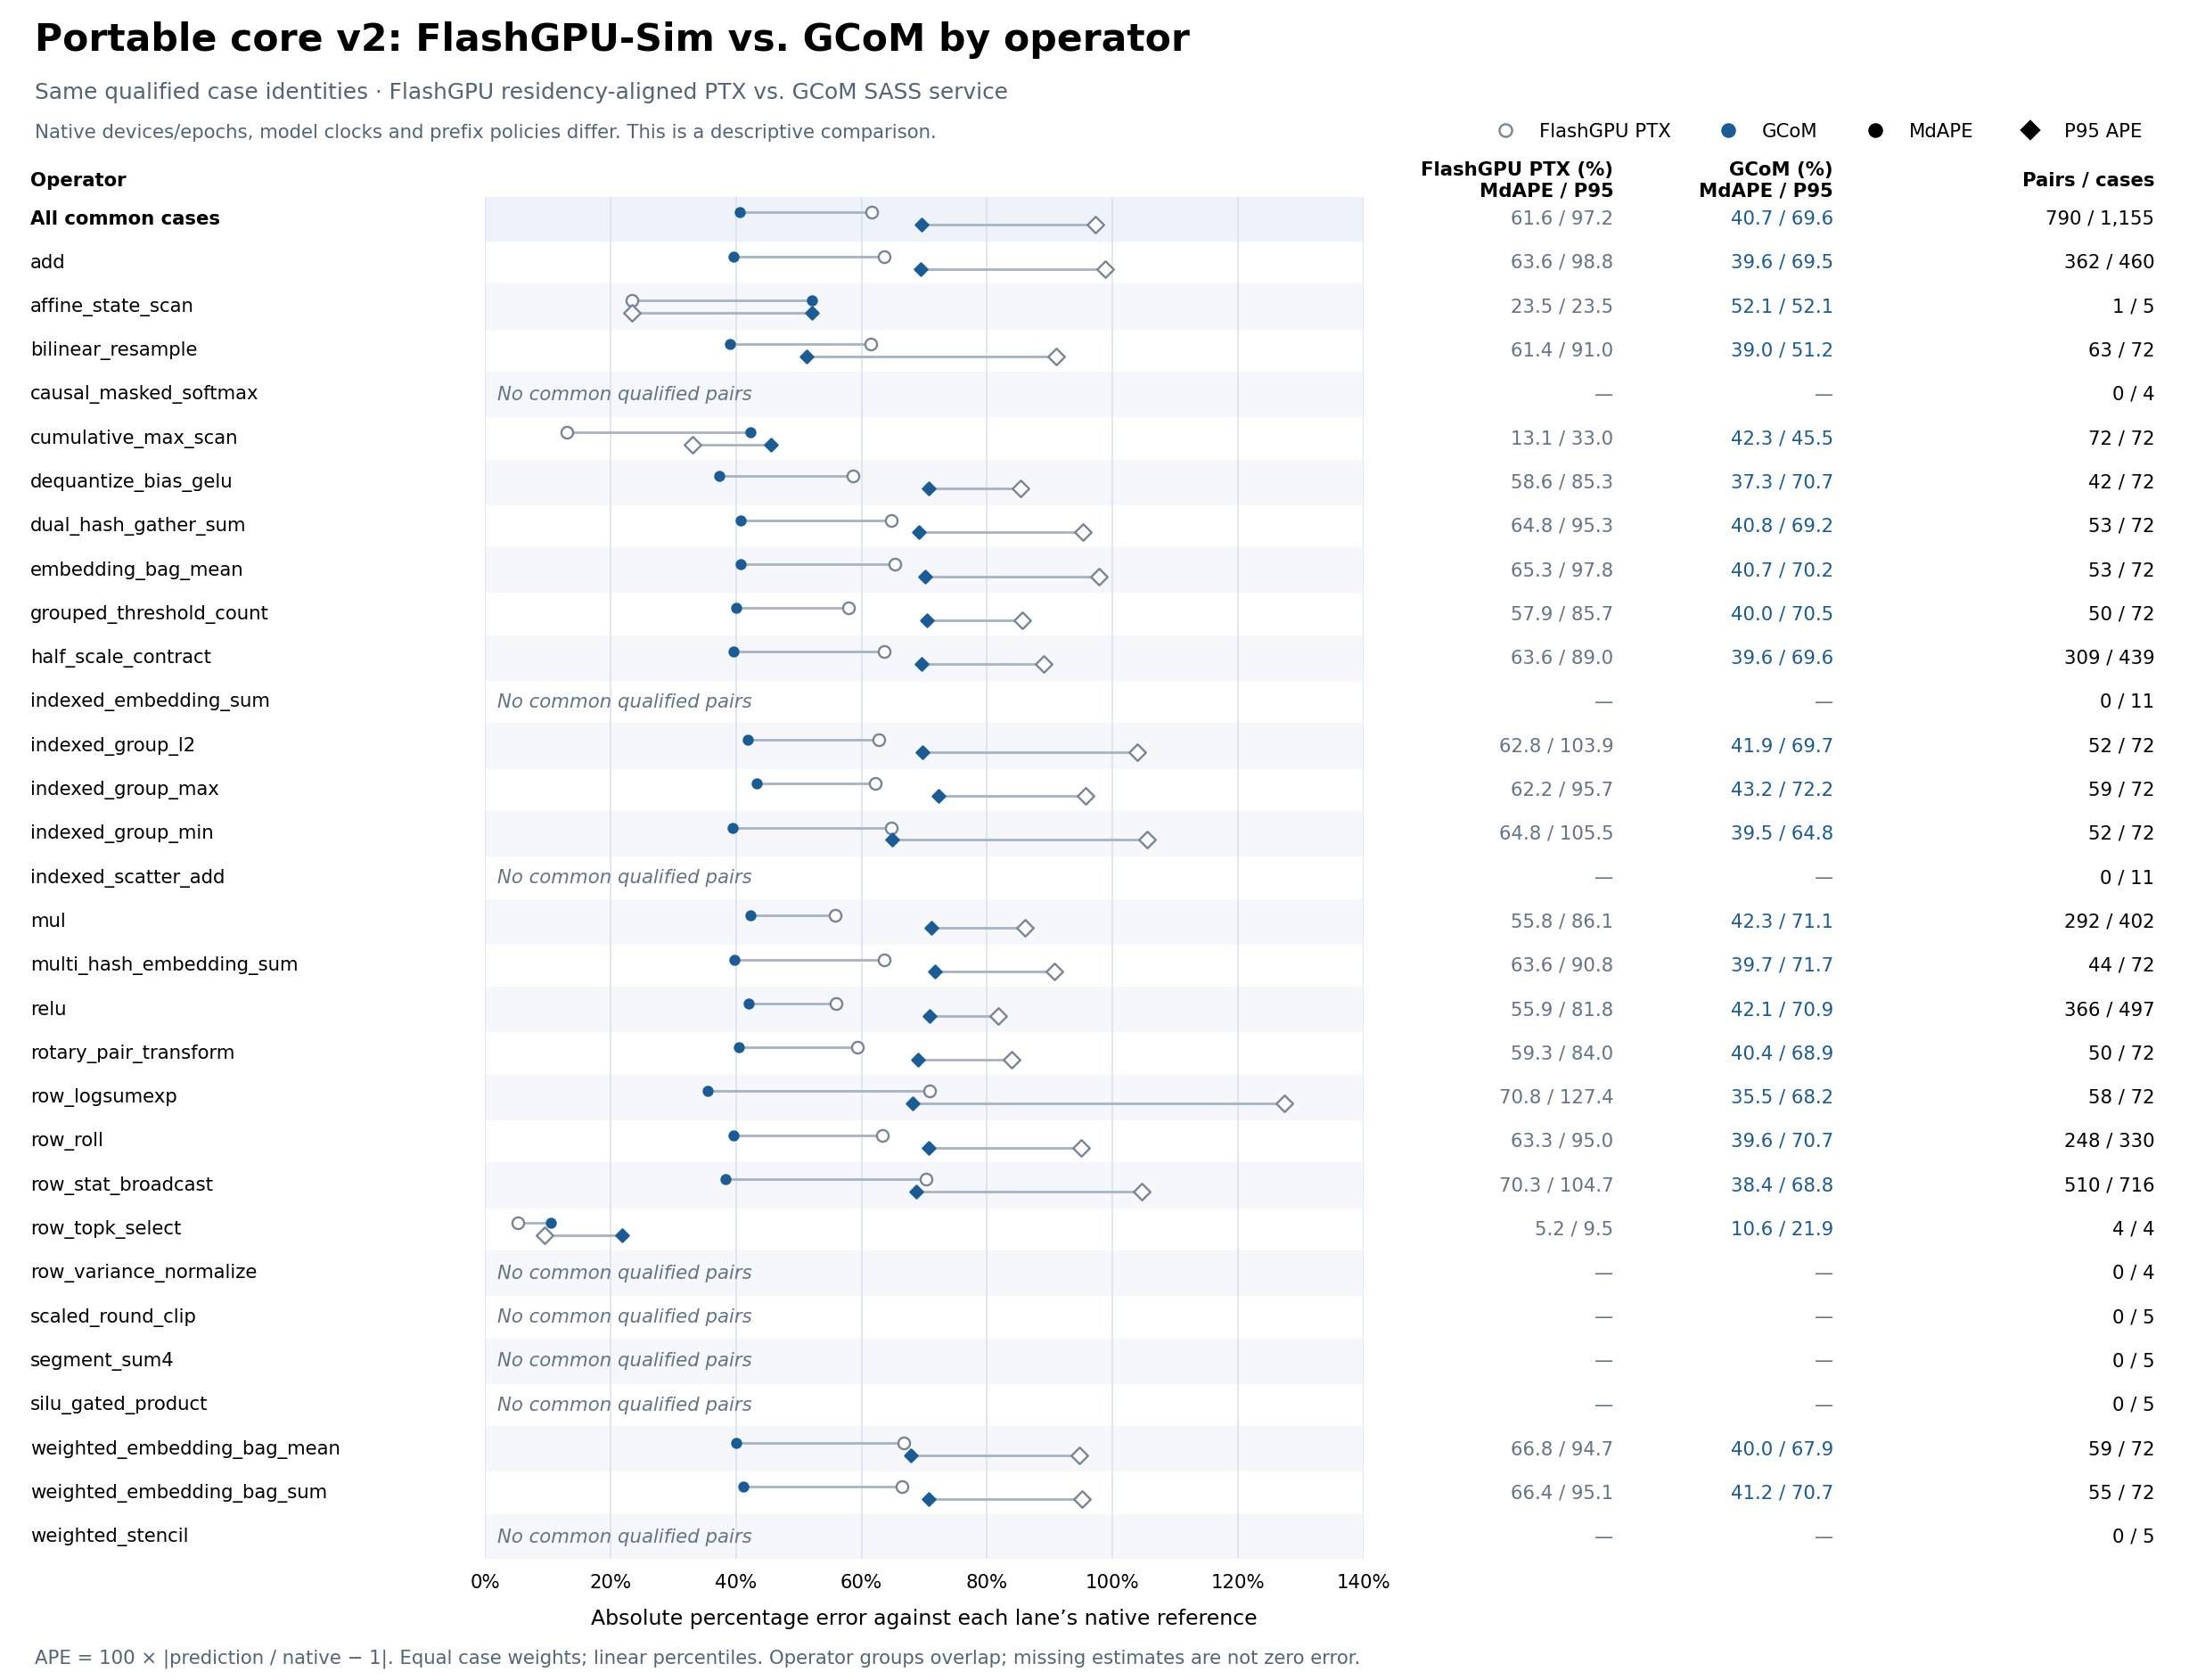 Portable core v2: FlashGPU-Sim vs. GCoM by operator
Same qualified case identities · FlashGPU residency-aligned PTX vs. GCoM SASS service
Native devices/epochs, model clocks and prefix policies differ. This is a descriptive comparison.
FlashGPU PTX GCoM MdAPE P95 APE
Operator FlashGPU PTX (%) MdAPE / P95 GCoM (%) MdAPE / P95 Pairs / cases
All common cases 61.6 / 97.2 40.7 / 69.6 790 / 1,155
add 63.6 / 98.8 39.6 / 69.5 362 / 460
affine_state_scan 23.5 / 23.5 52.1 / 52.1 1 / 5
bilinear_resample 61.4 / 91.0 39.0 / 51.2 63 / 72
causal_masked_softmax No common qualified pairs — — 0 / 4
cumulative_max_scan 13.1 / 33.0 42.3 / 45.5 72 / 72
dequantize_bias_gelu 58.6 / 85.3 37.3 / 70.7 42 / 72
dual_hash_gather_sum 64.8 / 95.3 40.8 / 69.2 53 / 72
embedding_bag_mean 65.3 / 97.8 40.7 / 70.2 53 / 72
grouped_threshold_count 57.9 / 85.7 40.0 / 70.5 50 / 72
half_scale_contract 63.6 / 89.0 39.6 / 69.6 309 / 439
indexed_embedding_sum No common qualified pairs — — 0 / 11
indexed_group_l2 62.8 / 103.9 41.9 / 69.7 52 / 72
indexed_group_max 62.2 / 95.7 43.2 / 72.2 59 / 72
indexed_group_min 64.8 / 105.5 39.5 / 64.8 52 / 72
indexed_scatter_add No common qualified pairs — — 0 / 11
mul 55.8 / 86.1 42.3 / 71.1 292 / 402
multi_hash_embedding_sum 63.6 / 90.8 39.7 / 71.7 44 / 72
relu 55.9 / 81.8 42.1 / 70.9 366 / 497
rotary_pair_transform 59.3 / 84.0 40.4 / 68.9 50 / 72
row_logsumexp 70.8 / 127.4 35.5 / 68.2 58 / 72
row_roll 63.3 / 95.0 39.6 / 70.7 248 / 330
row_stat_broadcast 70.3 / 104.7 38.4 / 68.8 510 / 716
row_topk_select 5.2 / 9.5 10.6 / 21.9 4 / 4
row_variance_normalize No common qualified pairs — — 0 / 4
scaled_round_clip No common qualified pairs — — 0 / 5
segment_sum4 No common qualified pairs — — 0 / 5
silu_gated_product No common qualified pairs — — 0 / 5
weighted_embedding_bag_mean 66.8 / 94.7 40.0 / 67.9 59 / 72
weighted_embedding_bag_sum 66.4 / 95.1 41.2 / 70.7 55 / 72
weighted_stencil No common qualified pairs — — 0 / 5
0% 20% 40% 60% 80% 100% 120% 140%
Absolute percentage error against each lane’s native reference
APE = 100 × |prediction / native − 1|. Equal case weights; linear percentiles. Operator groups overlap; missing estimates are not zero error.